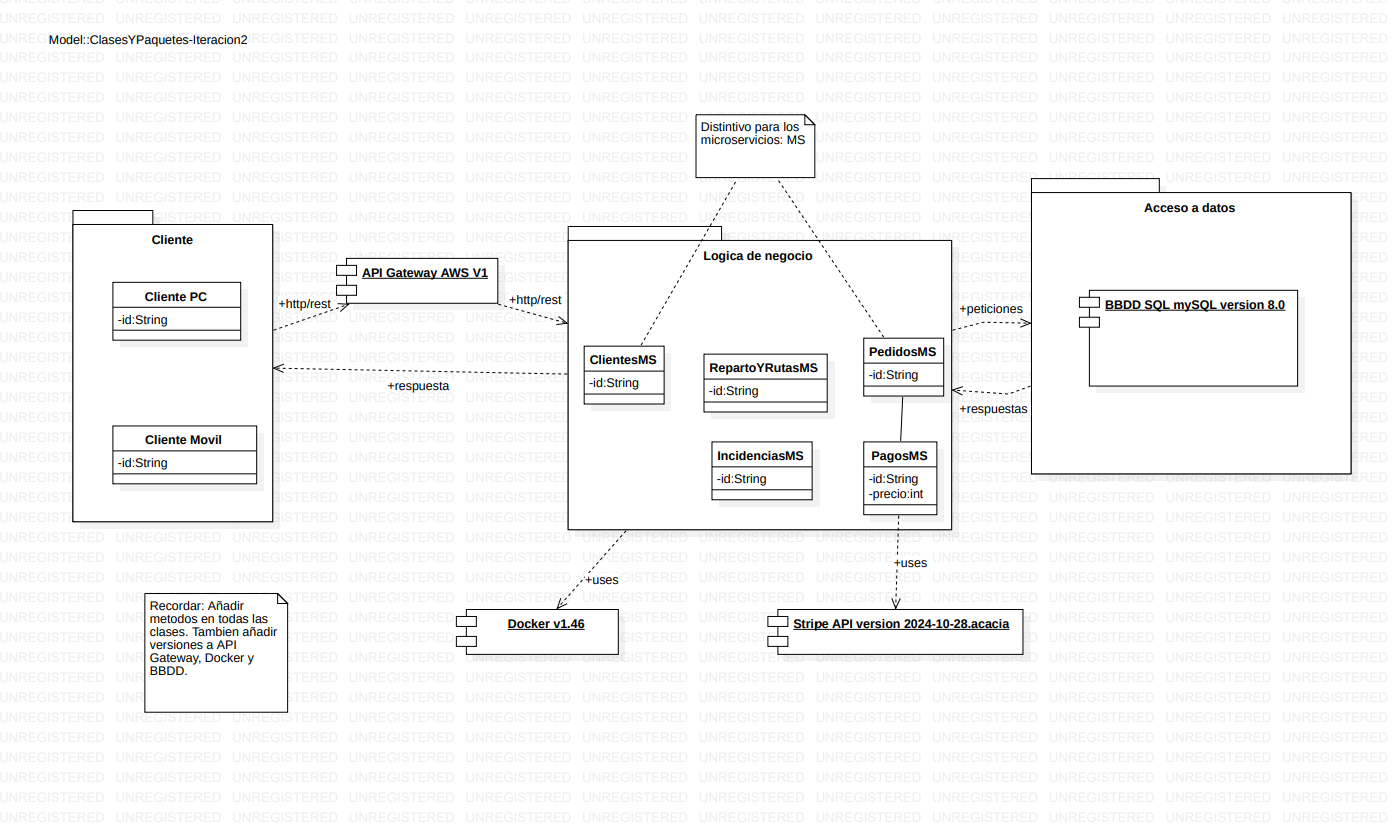 Model::ClasesYPaquetes-Iteracion2
Distintivo para los
microservicios: MS
Cliente
Cliente PC
-id:String
Cliente Movil
-id:String
API Gateway AWS V1
+http/rest
+http/rest
+respuesta
Logica de negocio
ClientesMS
-id:String
RepartoYRutasMS
-id:String
PedidosMS
-id:String
IncidenciasMS
-id:String
PagosMS
-id:String
-precio:int
+peticiones
+respuestas
Acceso a datos
BBDD SQL mySQL version 8.0
+uses
+uses
Docker v1.46
Stripe API version 2024-10-28.acacia
Recordar: Añadir
metodos en todas las
clases. Tambien añadir
versiones a API
Gateway, Docker y
BBDD.
UNREGISTERED